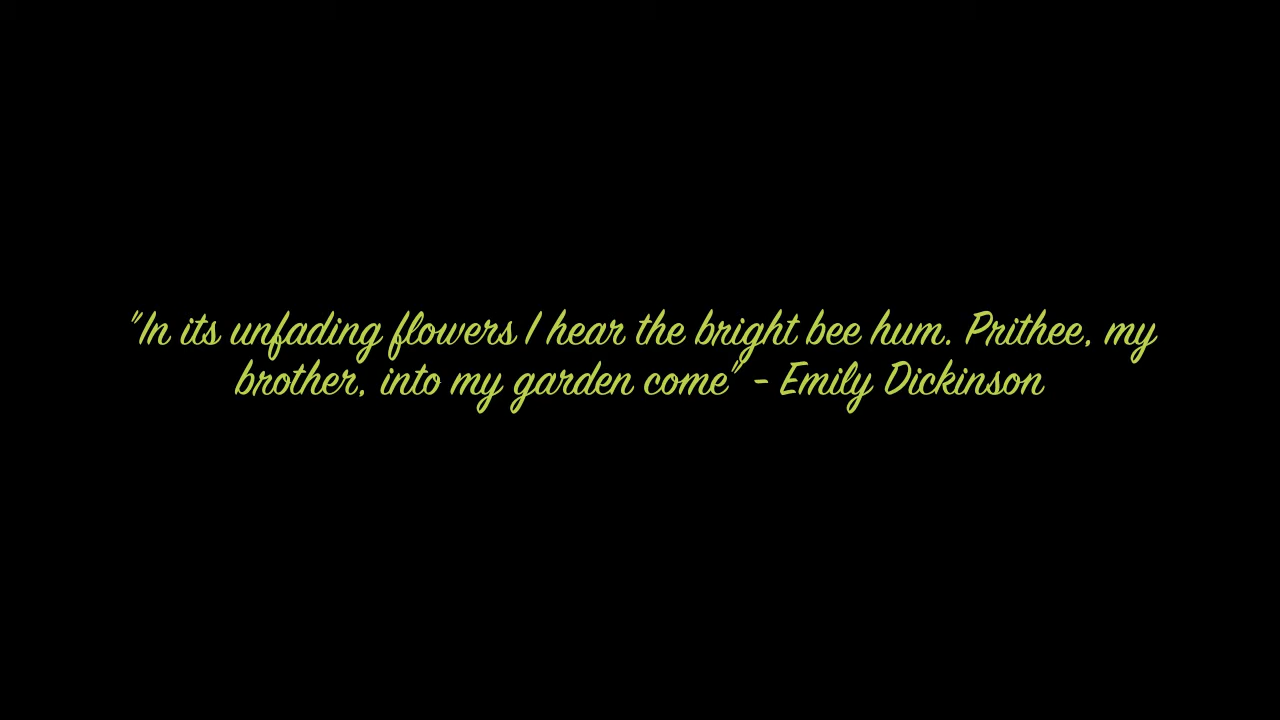 "In its unfading flowers I hear the bright bee hum. Prithee, my
brother, into my garden come" - Emily Dickinson